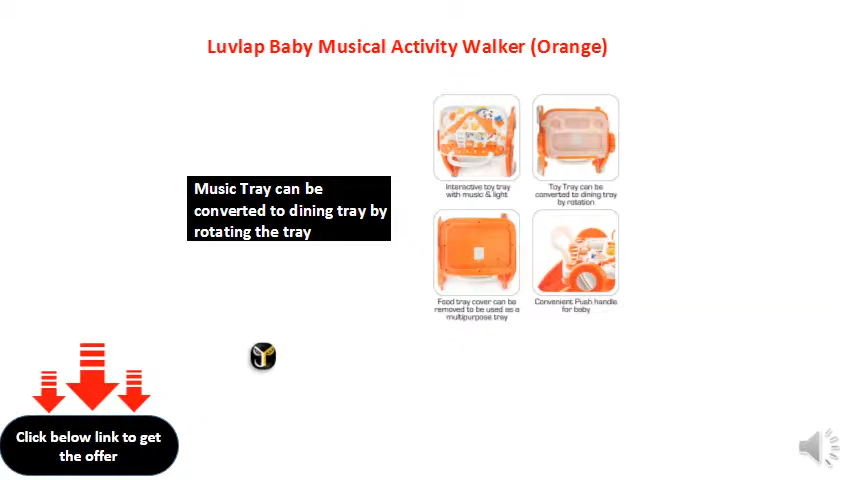 Luvlap Baby Musical Activity Walker (Orange)
Music Tray can be
converted to dining tray by
rotating the tray
Interactive toy tray
with music & light
Toy Tray can be
converted to dining tray
by rotation
Food tray cover can be
removed to be used as a
multipurpose tray
Convenient Push handle
for baby
Click below link to get
the offer